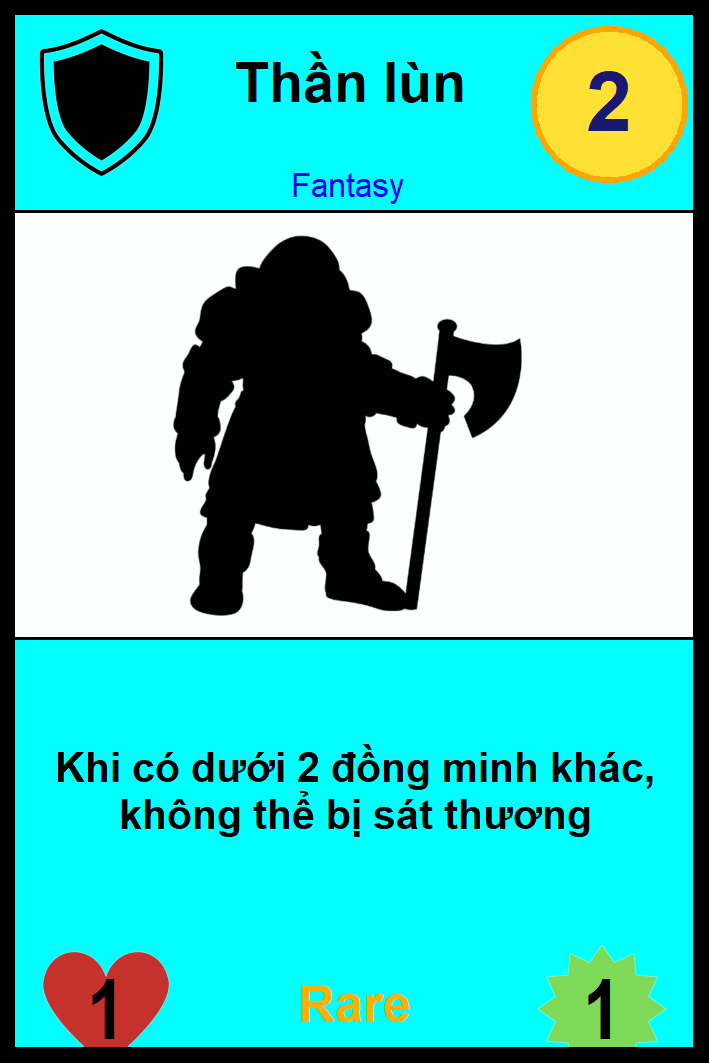 Thần lùn
2
Fantasy
Khi có dưới 2 đồng minh khác,
không thể bị sát thương
1
Rare
1